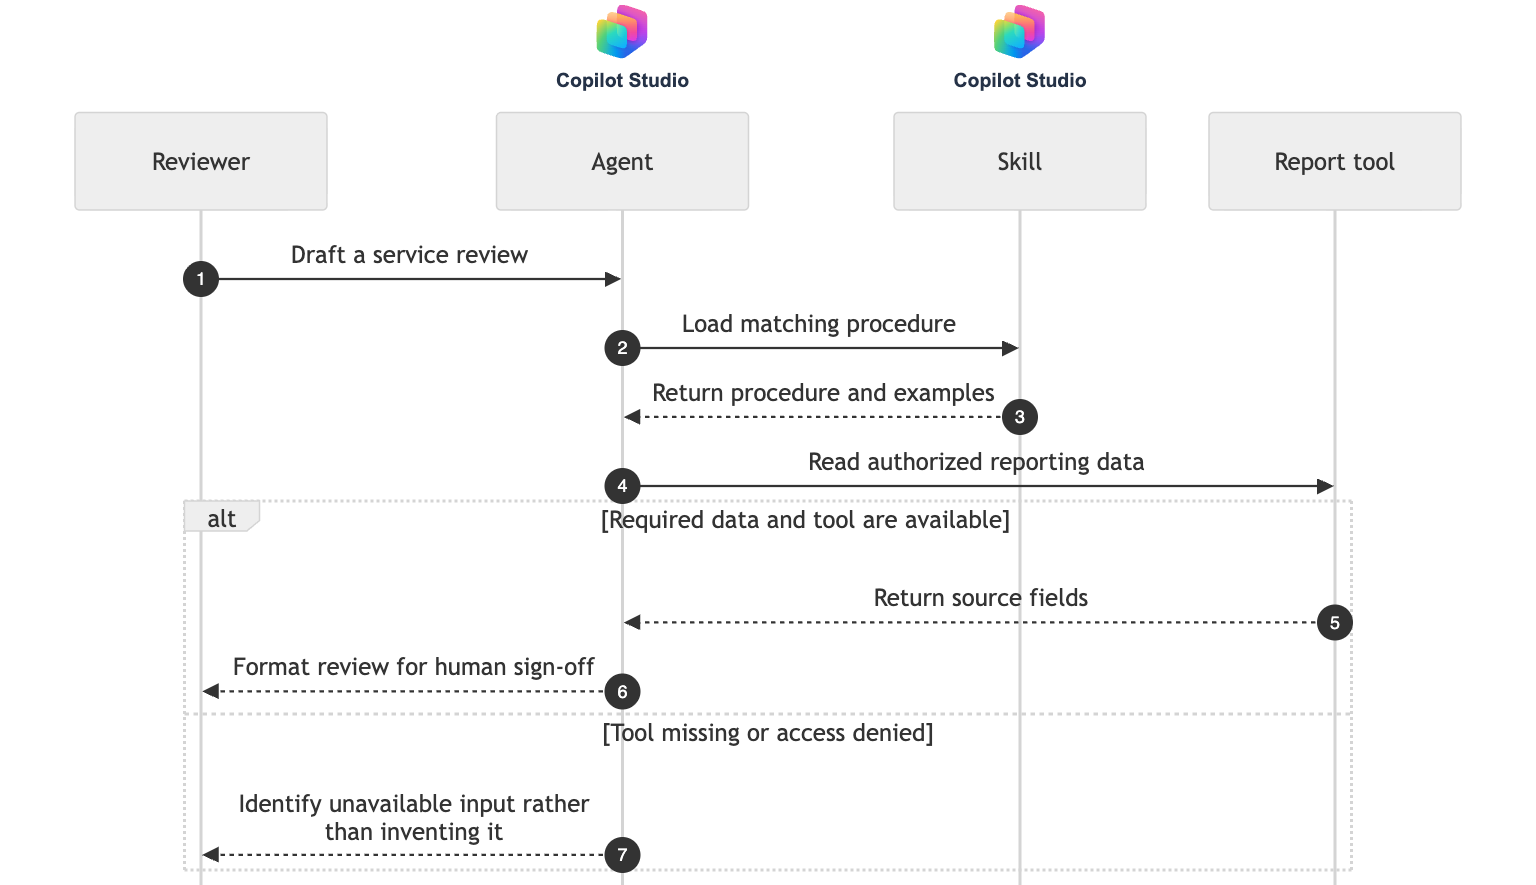 Copilot Studio
Copilot Studio
Reviewer
Agent
Skill
Report tool
Draft a service review
1
Load matching procedure
2
Return procedure and examples
3
Read authorized reporting data
4
alt
[Required data and tool are available]
Return source fields
5
Format review for human sign-off
6
[Tool missing or access denied]
Identify unavailable input rather
than inventing it
7